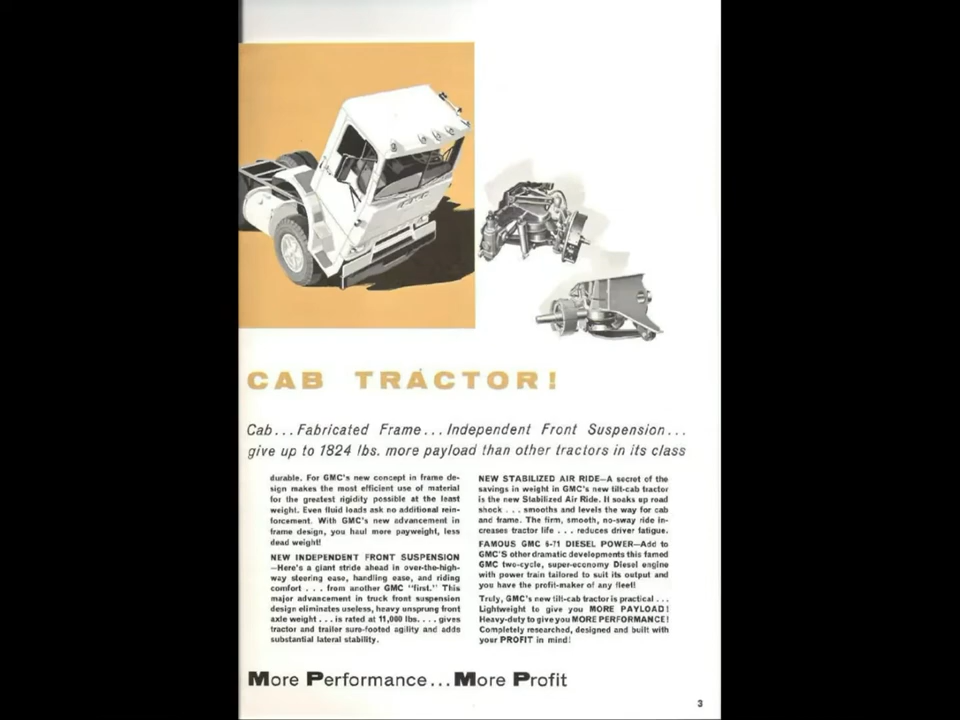 GMC
CAB TRACTOR!
Cab...Fabricated Frame...Independent Front Suspension...
give up to 1824 lbs. more payload than other tractors in its class
durable. For GMC's new concept in frame de-
sign makes the most efficient use of material
for the greatest rigidity possible at the least
weight. Even fluid loads ask no additional rein-
forcement. With GMC's new advancement in
frame design, you haul more payweight, less
dead weight!
NEW INDEPENDENT FRONT SUSPENSION
—Here's a giant stride ahead in over-the-high-
way steering ease, handling ease, and riding
comfort . . . from another GMC "first." This
major advancement in truck front suspension
design eliminates useless, heavy unsprung front
axle weight . . . is rated at 11,000 lbs. . . . gives
tractor and trailer sure-footed agility and adds
substantial lateral stability.
NEW STABILIZED AIR RIDE—A secret of the
savings in weight in GMC's new tilt-cab tractor
is the new Stabilized Air Ride. It soaks up road
shock . . . smooths and levels the way for cab
and frame. The firm, smooth, no-sway ride in-
creases tractor life . . . reduces driver fatigue.
FAMOUS GMC 6-71 DIESEL POWER—Add to
GMC'S other dramatic developments this famed
GMC two-cycle, super-economy Diesel engine
with power train tailored to suit its output and
you have the profit-maker of any fleet!
Truly, GMC's new tilt-cab tractor is practical . . .
Lightweight to give you MORE PAYLOAD!
Heavy-duty to give you MORE PERFORMANCE!
Completely researched, designed and built with
your PROFIT in mind!
More Performance...More Profit
3